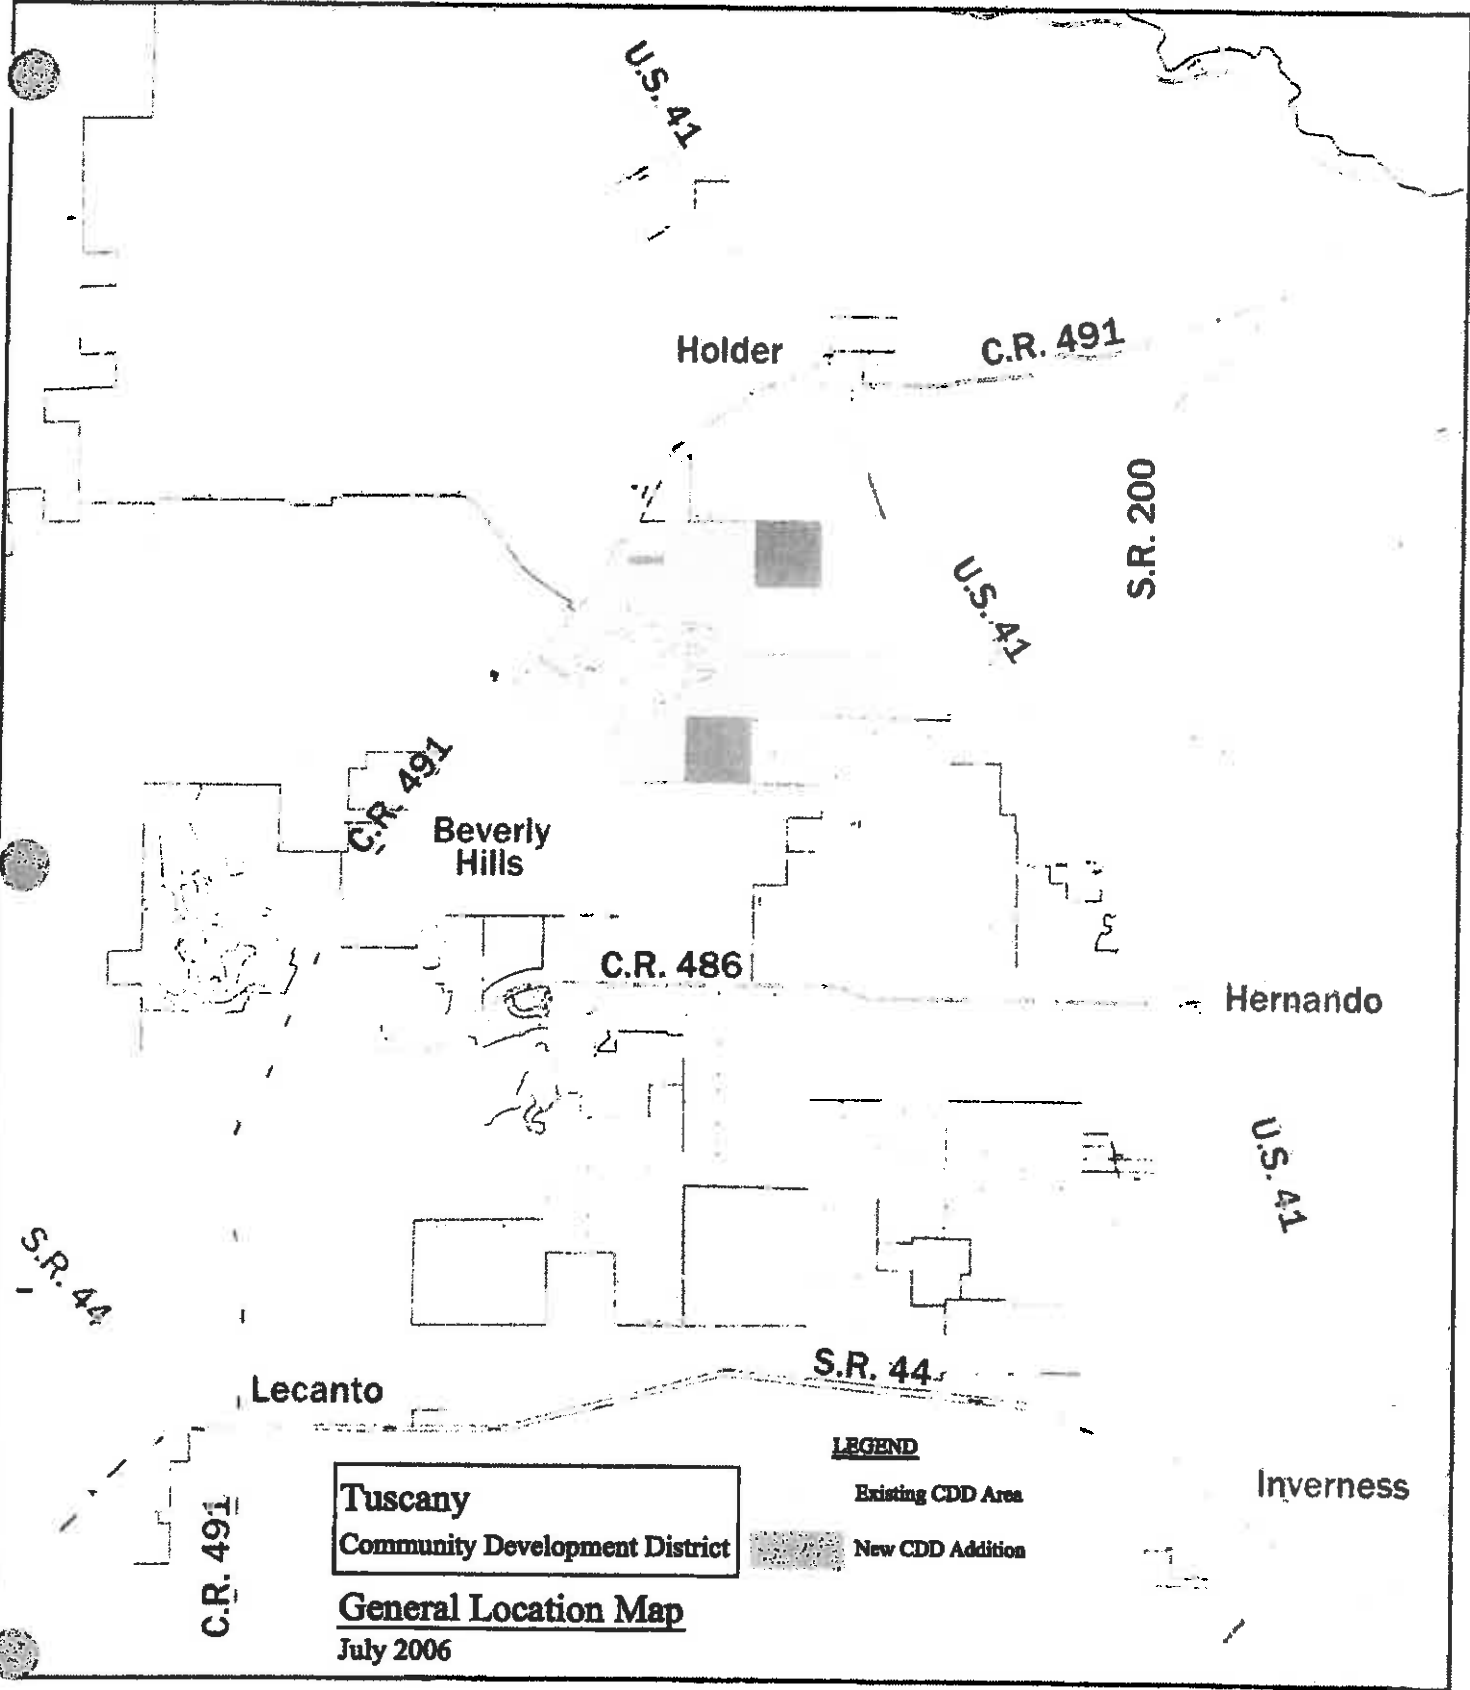 U.S. 41
Holder
C.R. 491
S.R. 200
U.S. 41
C.R. 491
Beverly
Hills
C.R. 486
Hernando
U.S. 41
S.R. 44
S.R. 44
Lecanto
LEGEND
Existing CDD Area
New CDD Addition
Inverness
C.R. 491
Tuscany
Community Development District
General Location Map
July 2006